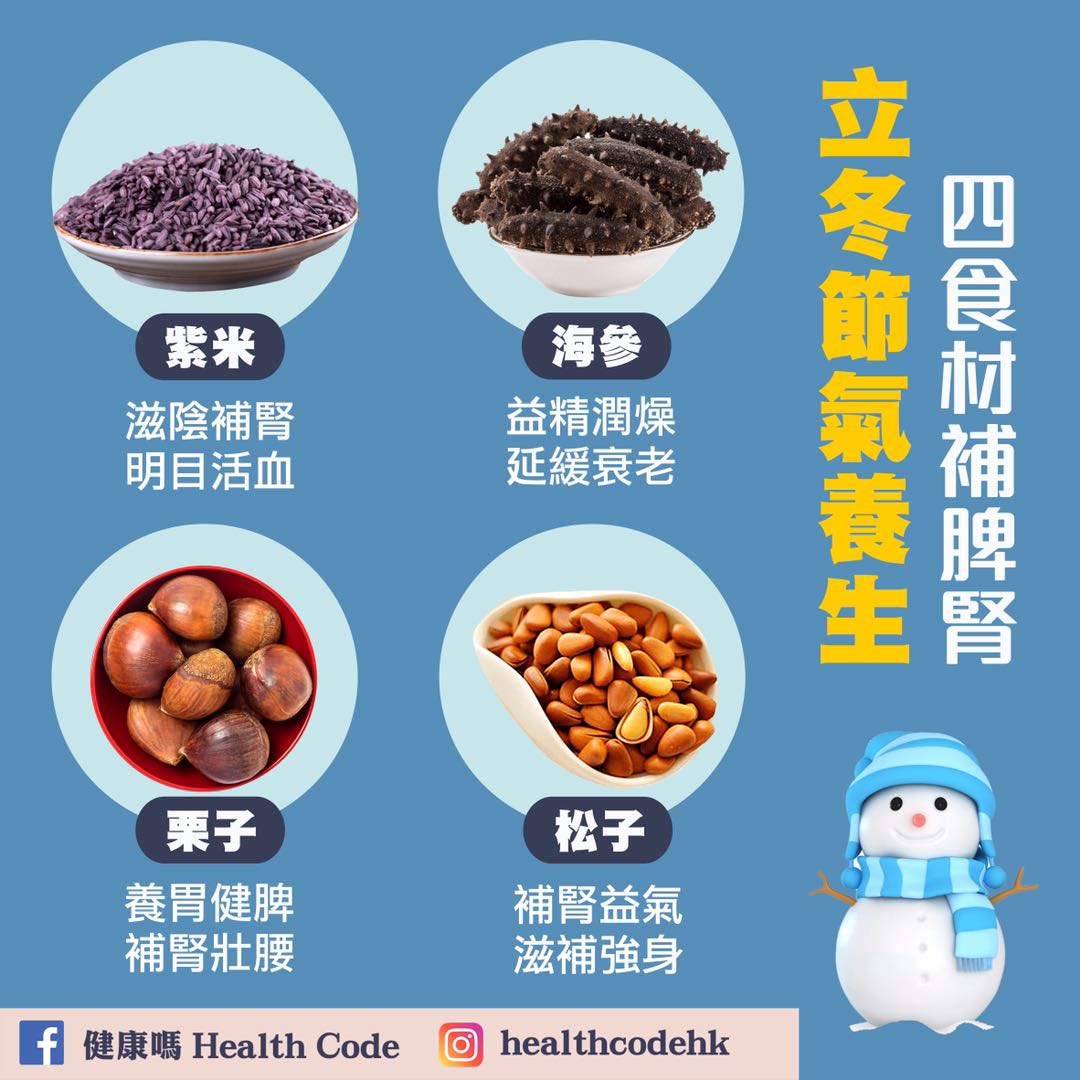 立冬節氣養生
四食材補脾腎
紫米
滋陰補腎
明目活血
海參
益精潤燥
延緩衰老
栗子
養胃健脾
補腎壯腰
松子
補腎益氣
滋補強身
健康嗎 Health Code
healthcodehk